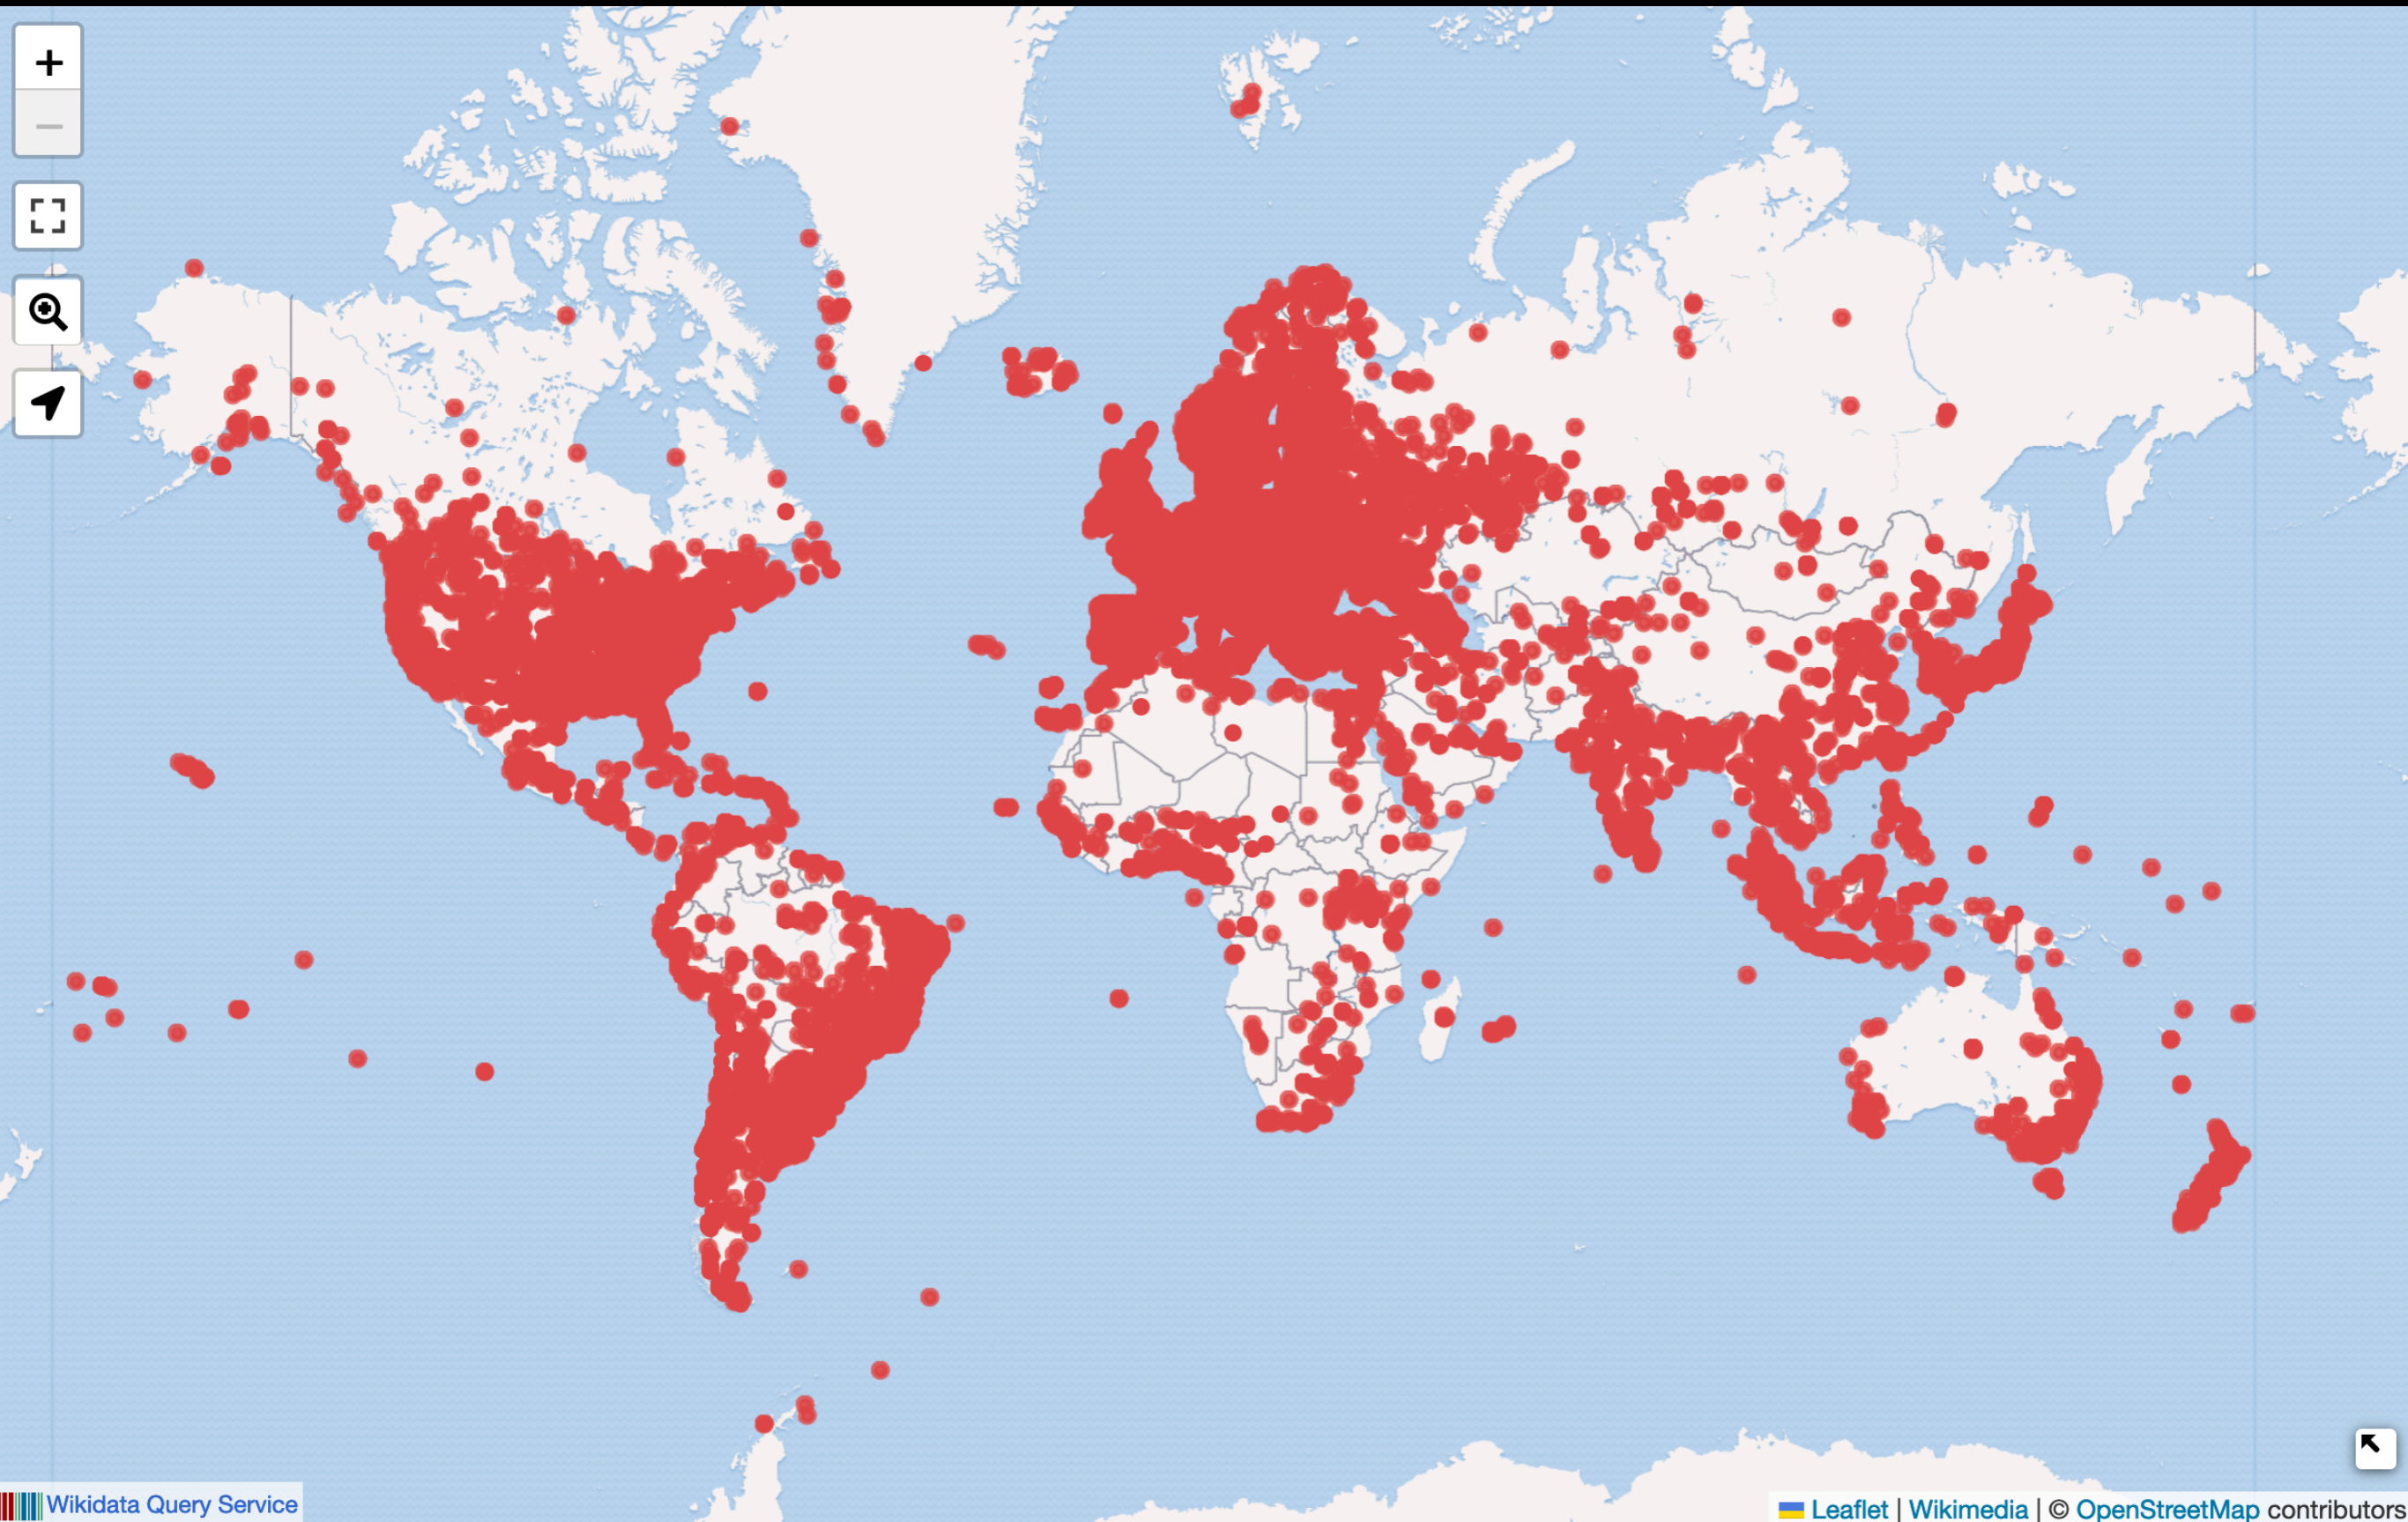 +
−
Wikidata Query Service
Leaflet | Wikimedia | © OpenStreetMap contributors